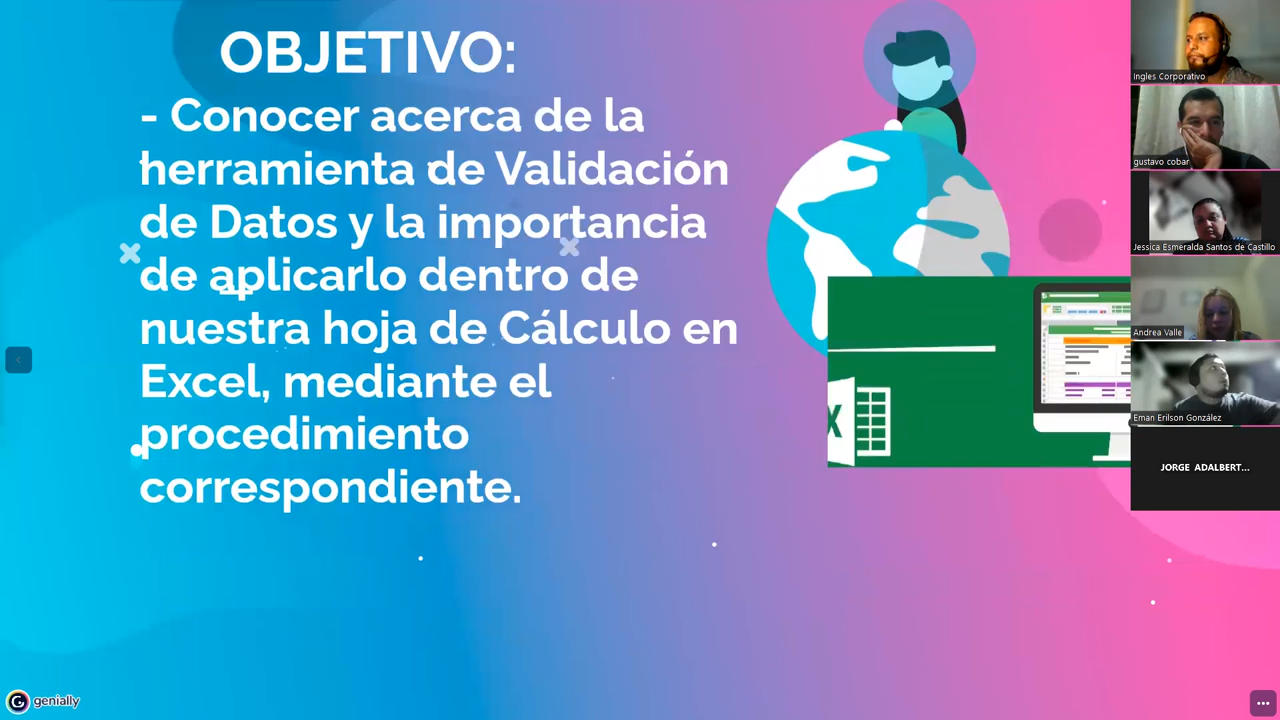 OBJETIVO:
- Conocer acerca de la
herramienta de Validación
de Datos y la importancia
de aplicarlo dentro de
nuestra hoja de Cálculo en
Excel, mediante el
procedimiento
correspondiente.
X
genially
Ingles Corporativo
gustavo cobar
Jessica Esmeralda Santos de Castillo
Andrea Valle
Eman Erilson González
JORGE ADALBERT...